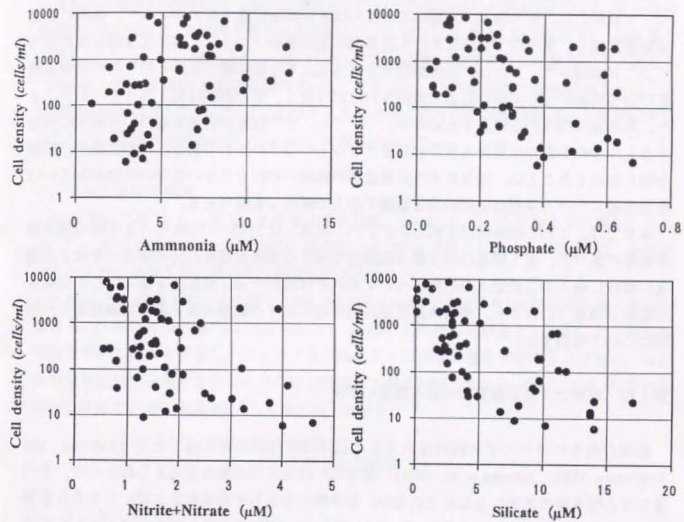 10000
1000
100
10
1
Cell density (cells/ml)
0 5 10 15
Ammnonia (µM)
10000
1000
100
10
1
Cell density (cells/ml)
0.0 0.2 0.4 0.6 0.8
Phosphate (µM)
10000
1000
100
10
1
Cell density (cells/ml)
0 1 2 3 4 5
Nitrite+Nitrate (µM)
10000
1000
100
10
1
Cell density (cells/ml)
0 5 10 15 20
Silicate (µM)